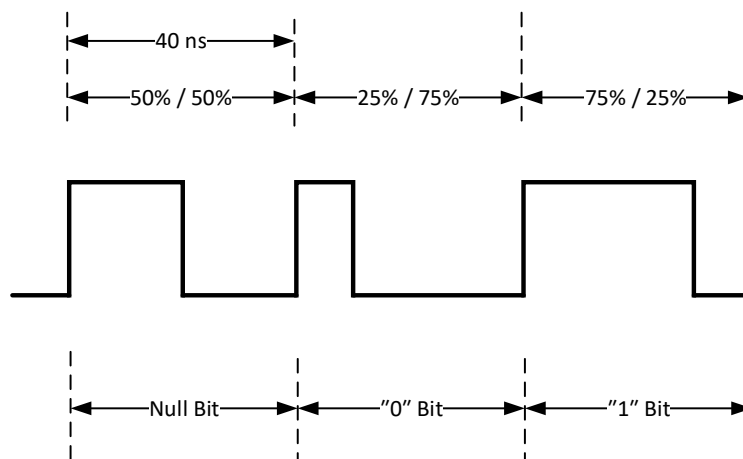 40 ns
50% / 50% 25% / 75% 75% / 25%
Null Bit ”0” Bit ”1” Bit